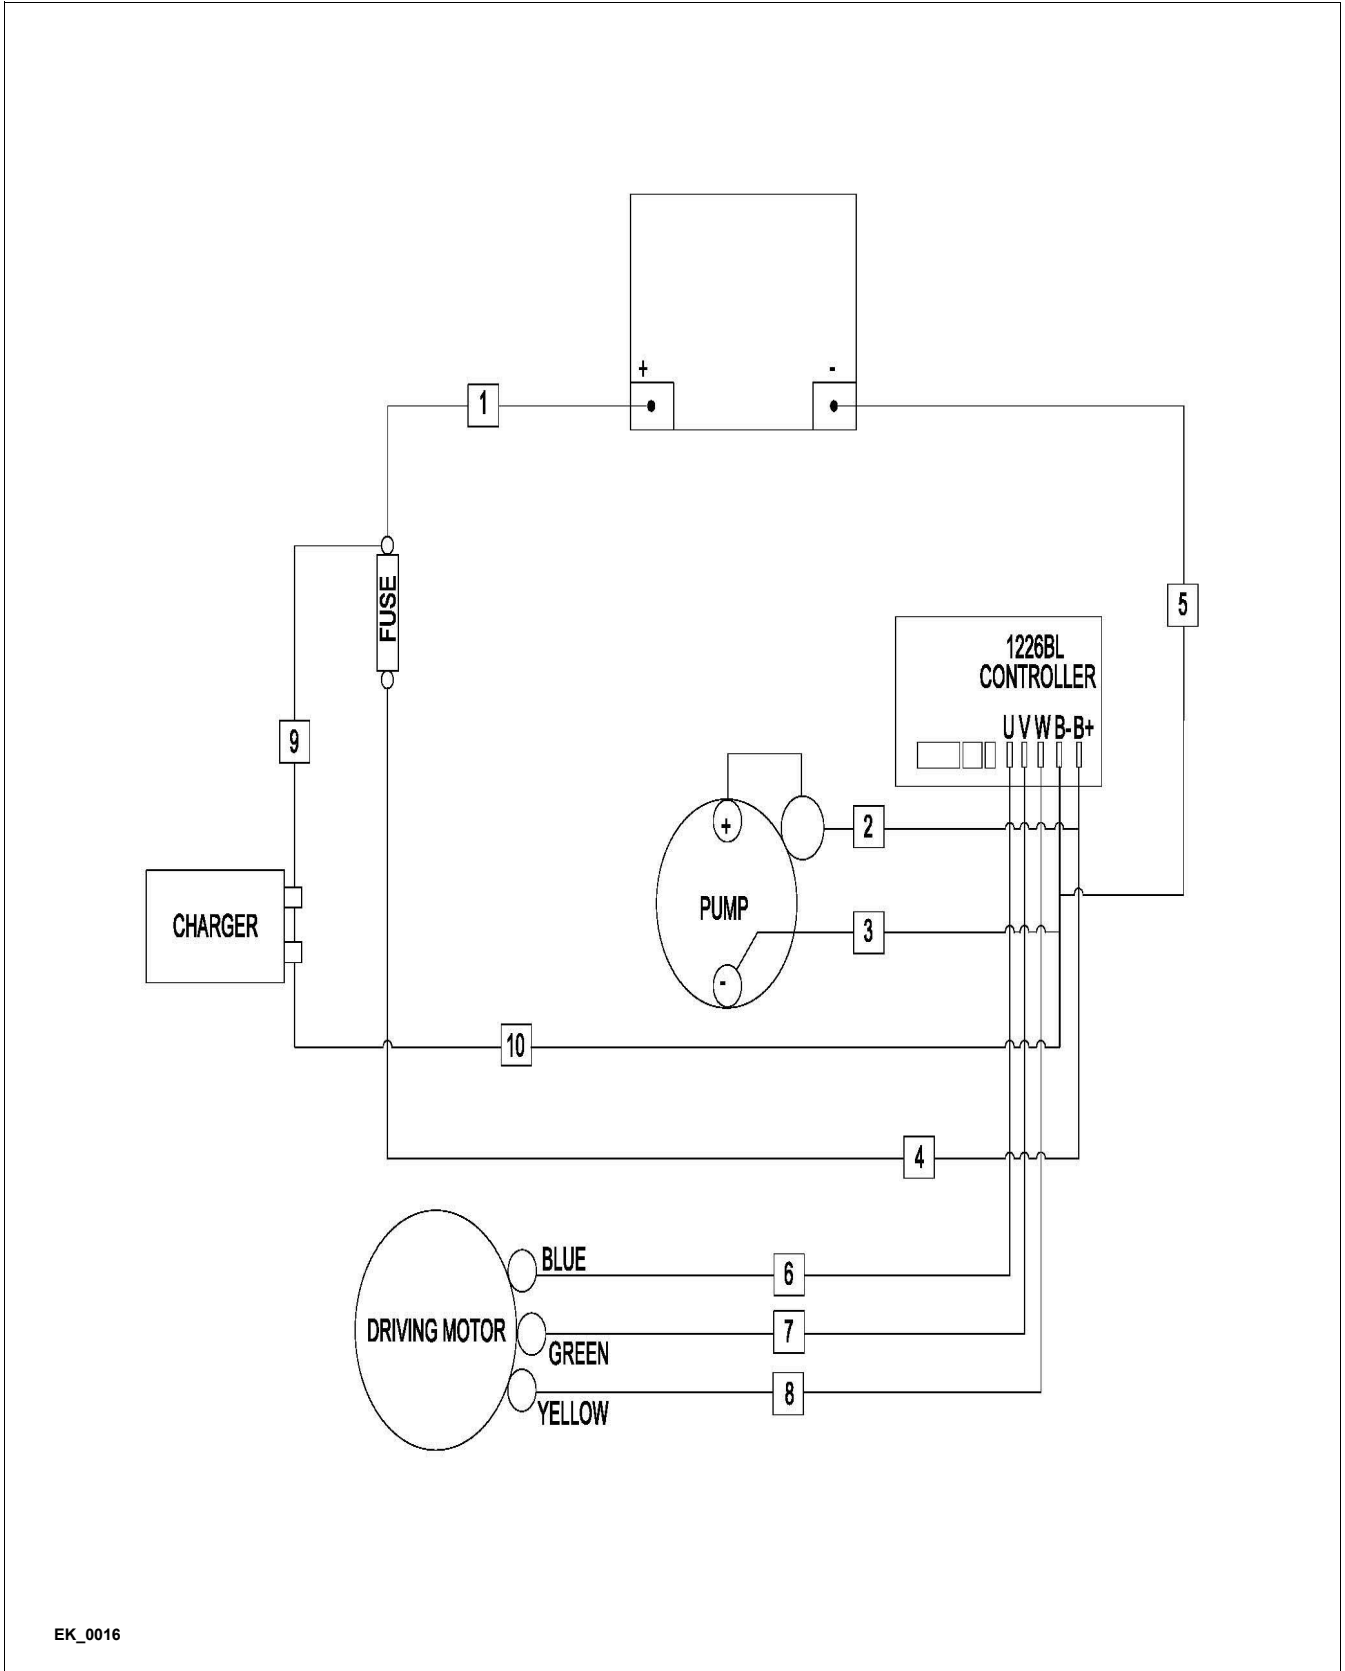 + -
1
FUSE
5
1226BL
CONTROLLER
U V W B- B+
9
+
2
PUMP
3
CHARGER
-
10
4
BLUE
6
DRIVING MOTOR
7
GREEN
8
YELLOW
EK_0016